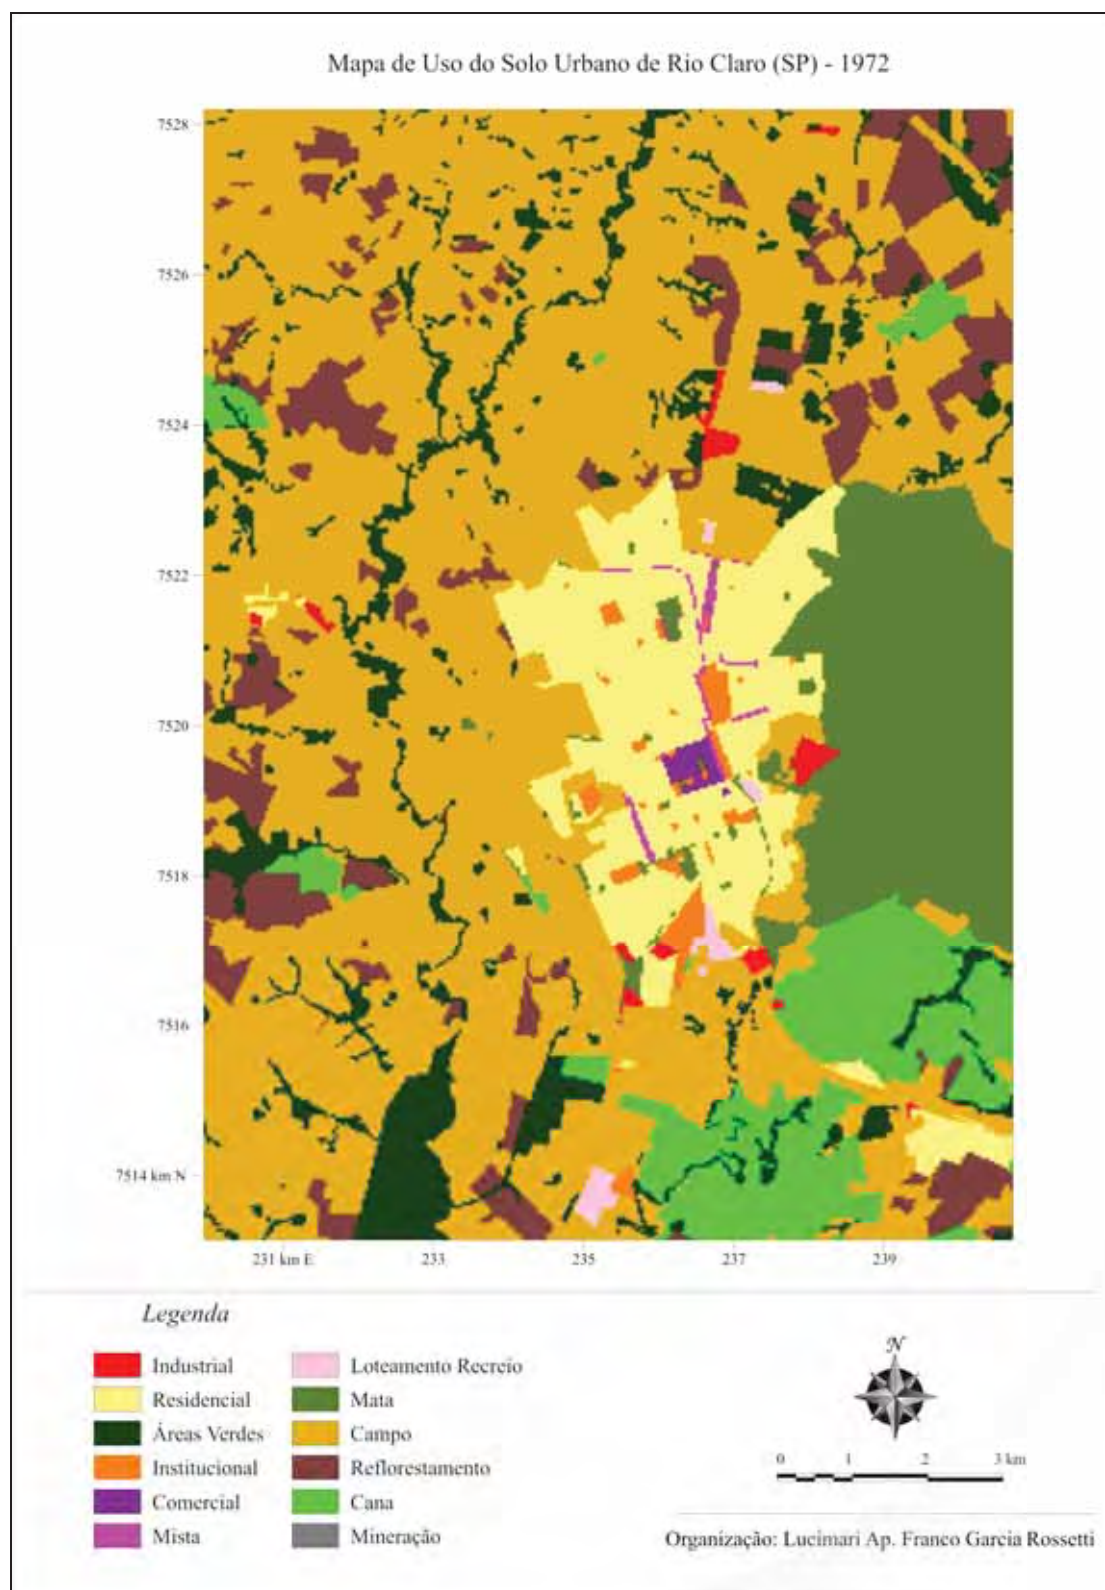 Mapa de Uso do Solo Urbano de Rio Claro (SP) - 1972
7528
7526
7524
7522
7520
7518
7516
7514 km N
231 km E 233 235 237 239
Legenda
Industrial
Residencial
Áreas Verdes
Institucional
Comercial
Mista
Loteamento Recreio
Mata
Campo
Reflorestamento
Cana
Mineração
N
0 1 2 3 km
Organização: Lucimari Ap. Franco Garcia Rossetti